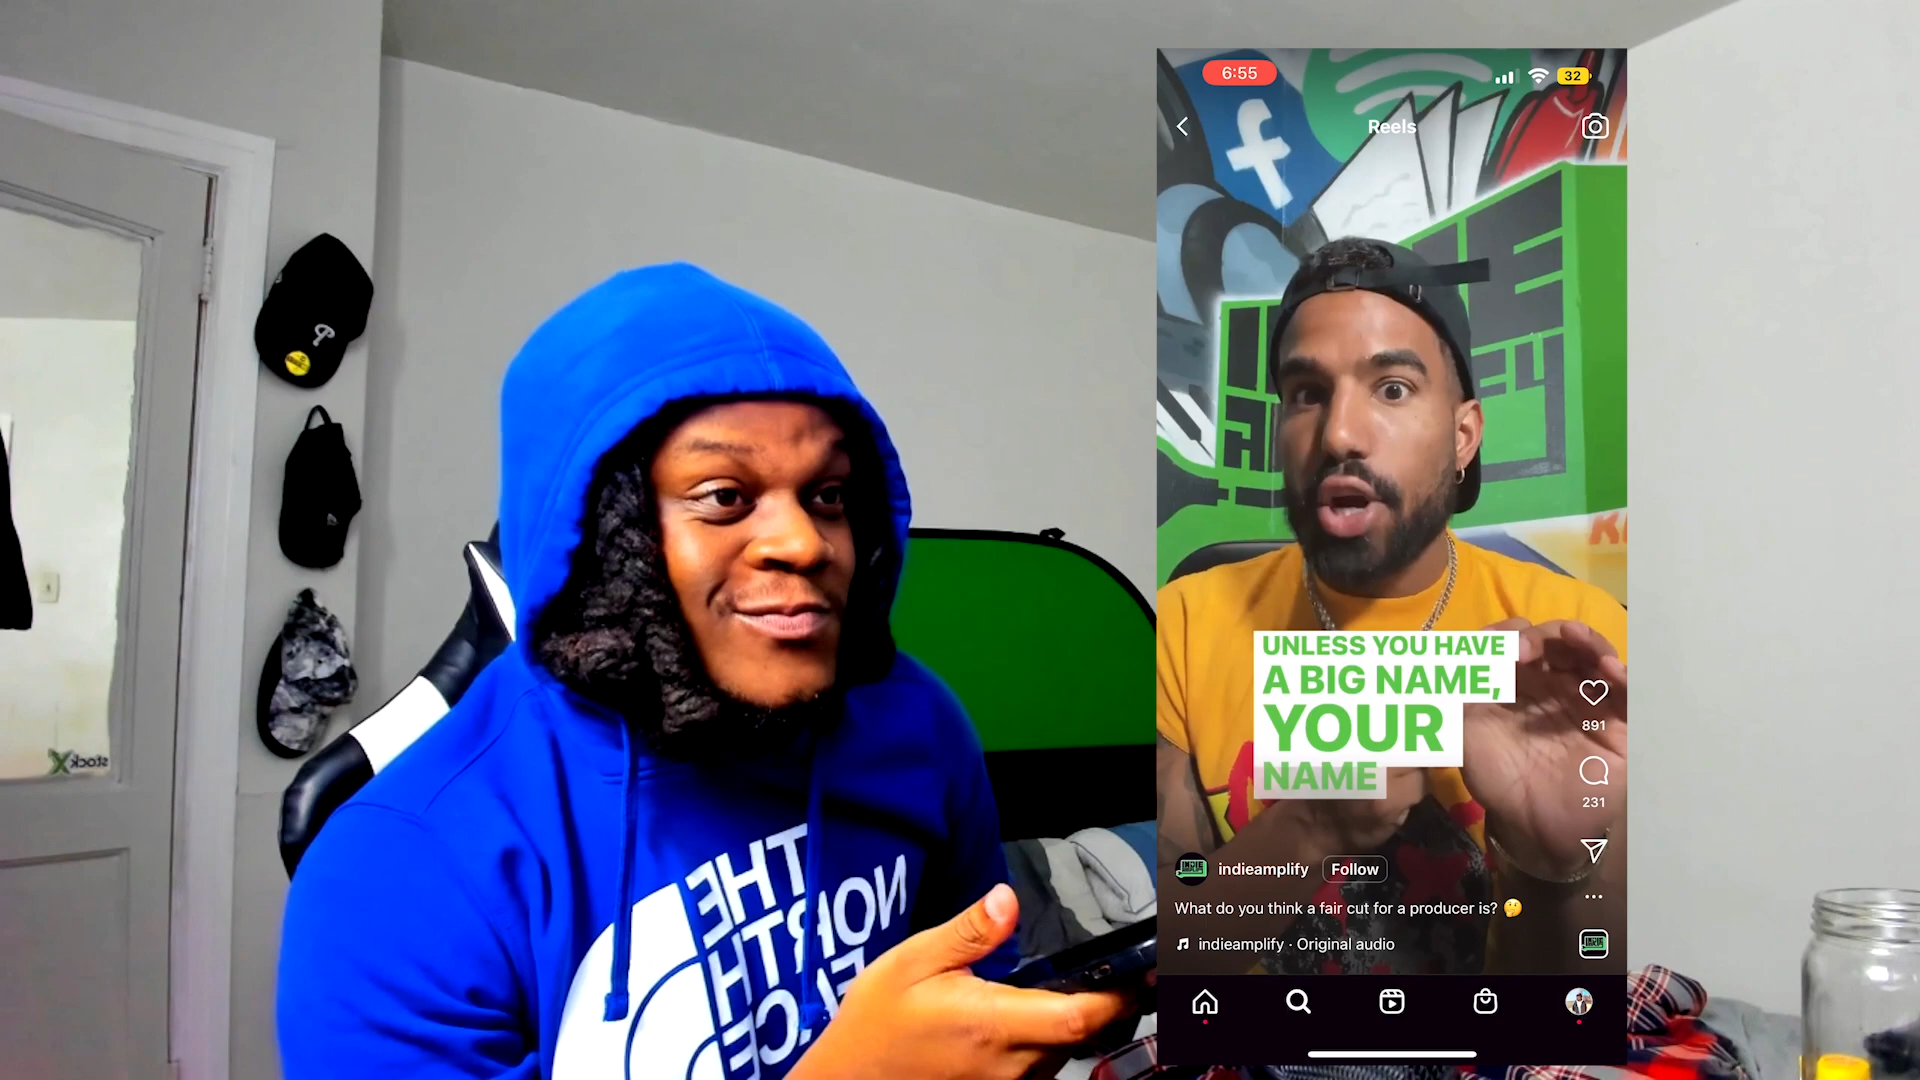 6:55
32
Reels
UNLESS YOU HAVE
A BIG NAME,
YOUR
NAME
891
231
indieamplify
Follow
What do you think a fair cut for a producer is? 🤔
indieamplify · Original audio
THE
NORTH
FACE
StockX